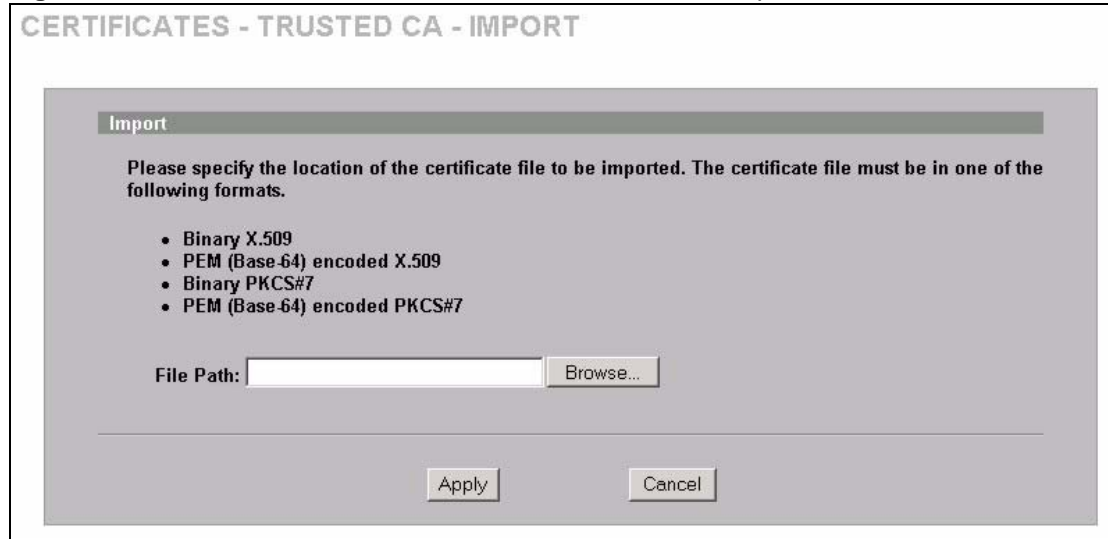 CERTIFICATES - TRUSTED CA - IMPORT
Import
Please specify the location of the certificate file to be imported. The certificate file must be in one of the
following formats.
• Binary X.509
• PEM (Base-64) encoded X.509
• Binary PKCS#7
• PEM (Base-64) encoded PKCS#7
File Path: Browse...
Apply Cancel